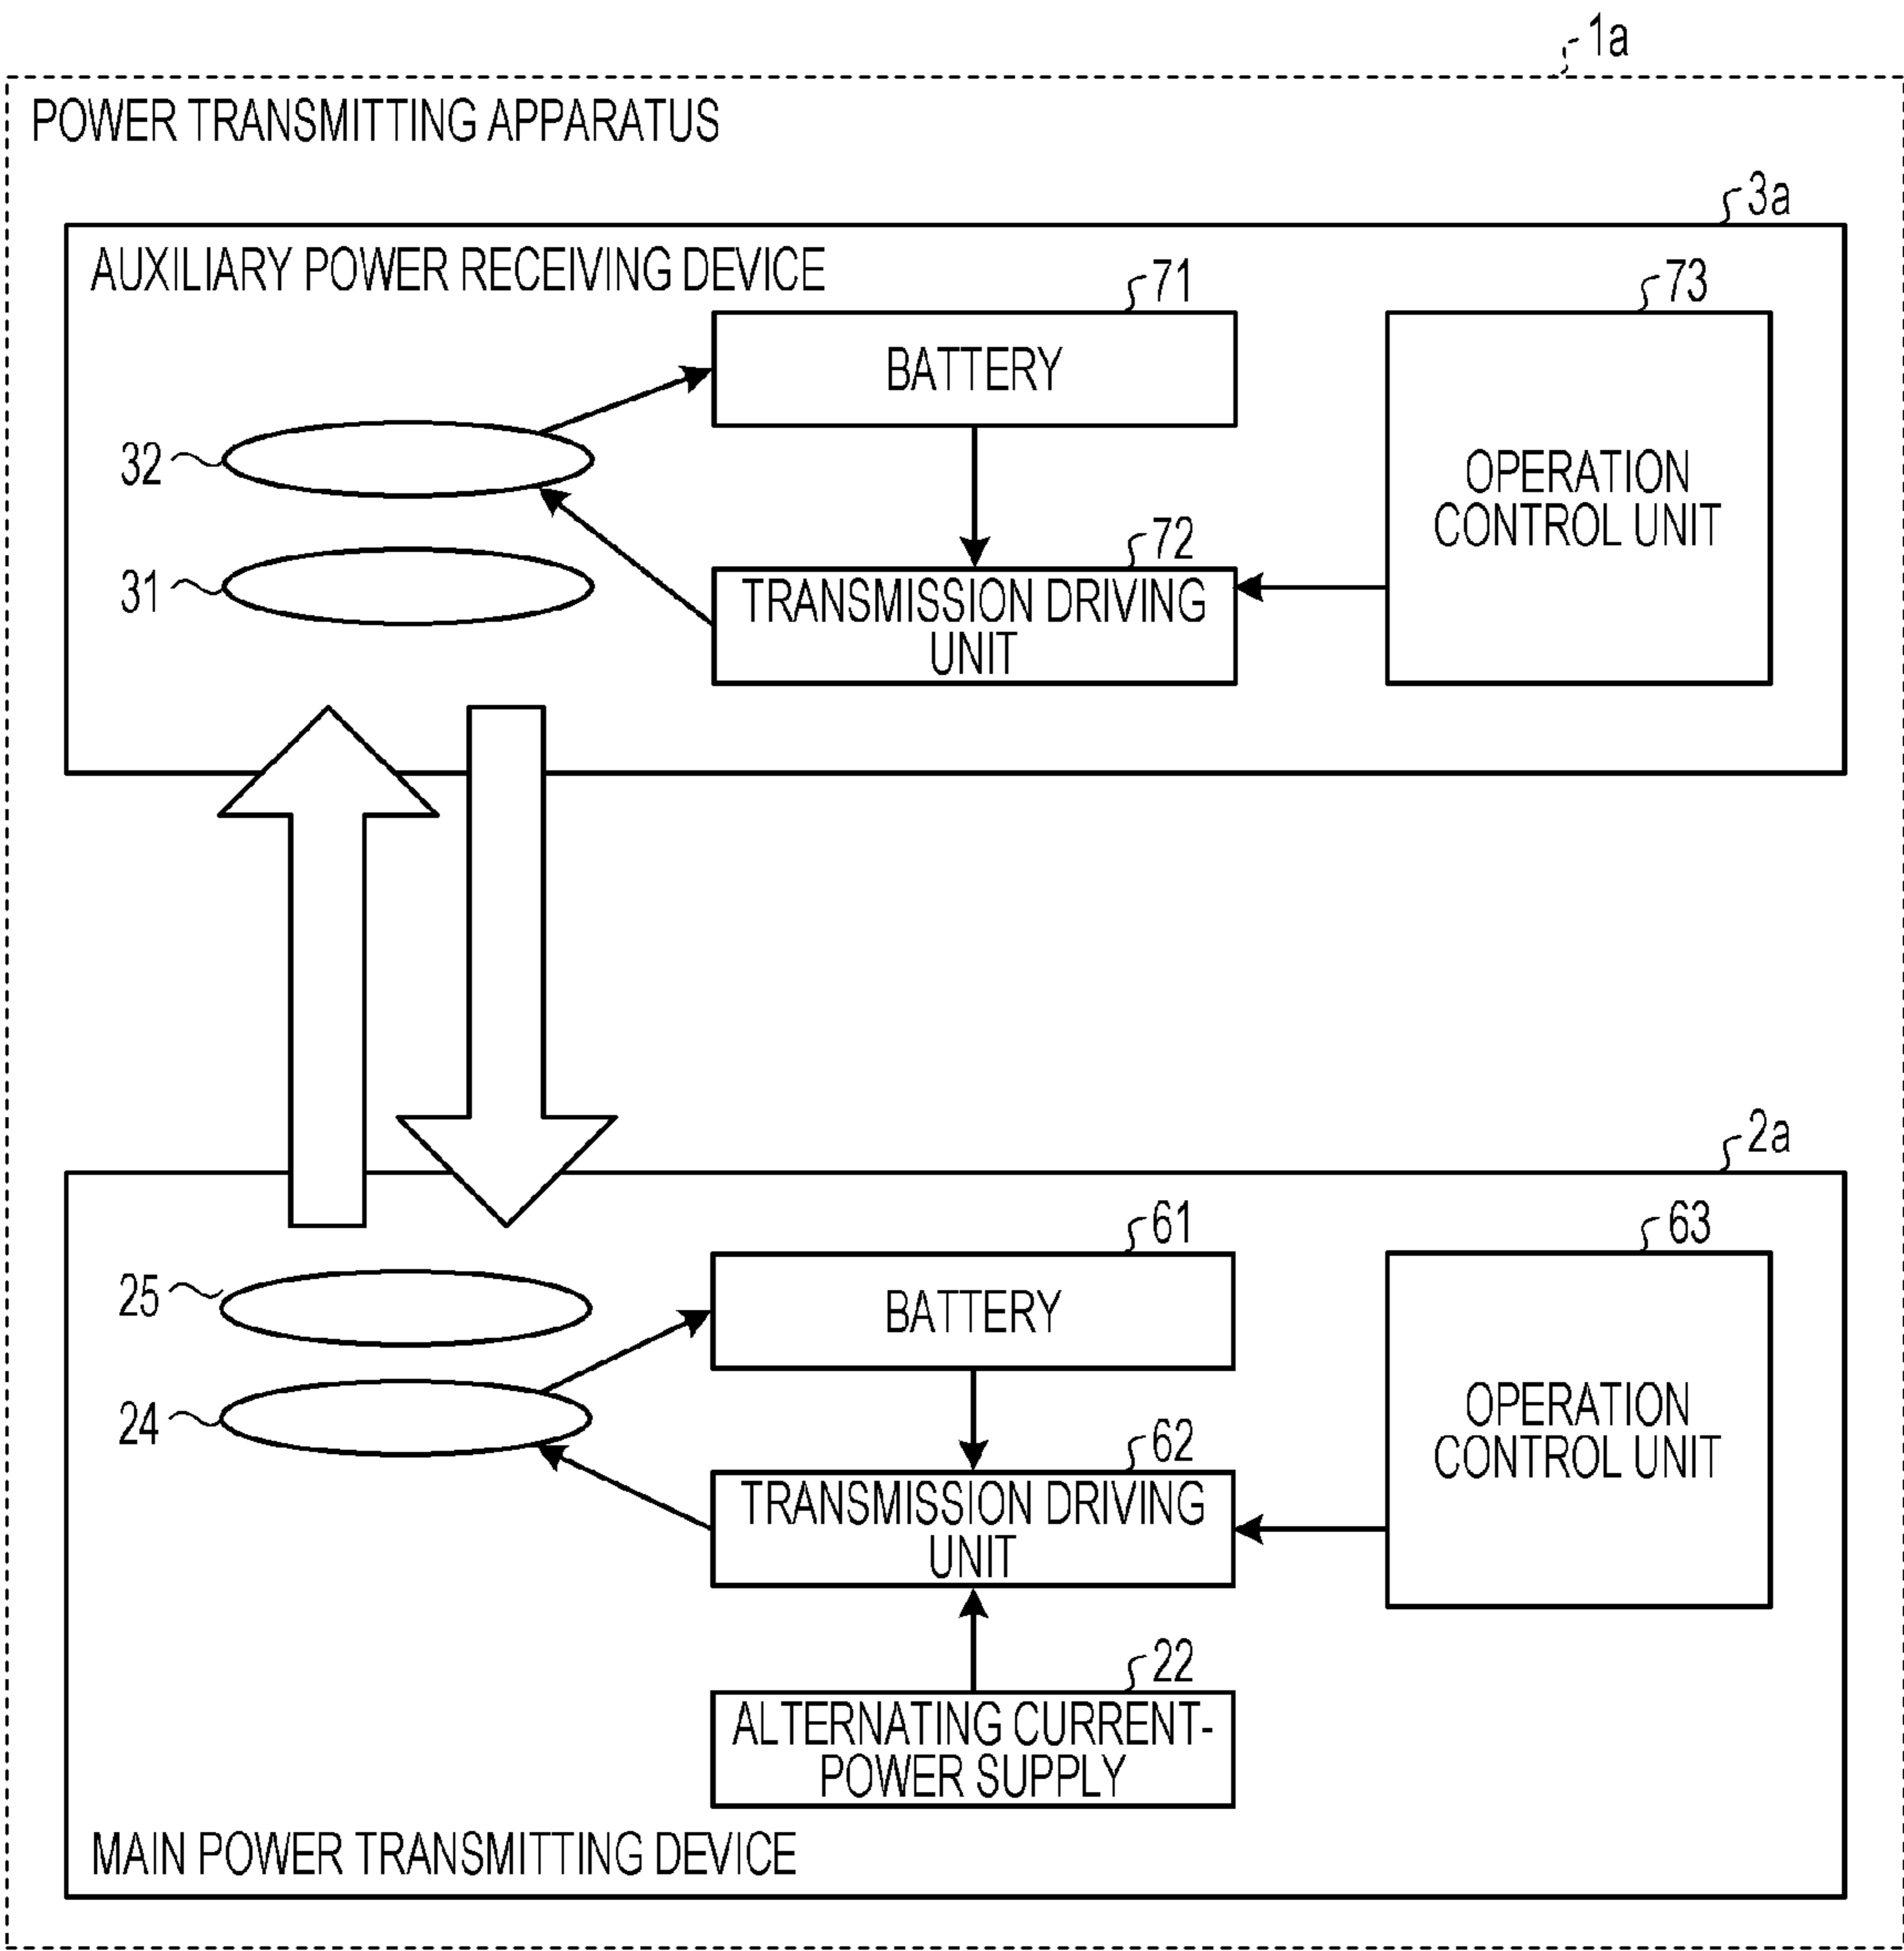 1a
POWER TRANSMITTING APPARATUS
3a
AUXILIARY POWER RECEIVING DEVICE
71
BATTERY
73
OPERATION
CONTROL UNIT
32
31
72
TRANSMISSION DRIVING
UNIT
2a
61
BATTERY
63
OPERATION
CONTROL UNIT
25
24
62
TRANSMISSION DRIVING
UNIT
22
ALTERNATING CURRENT-
POWER SUPPLY
MAIN POWER TRANSMITTING DEVICE